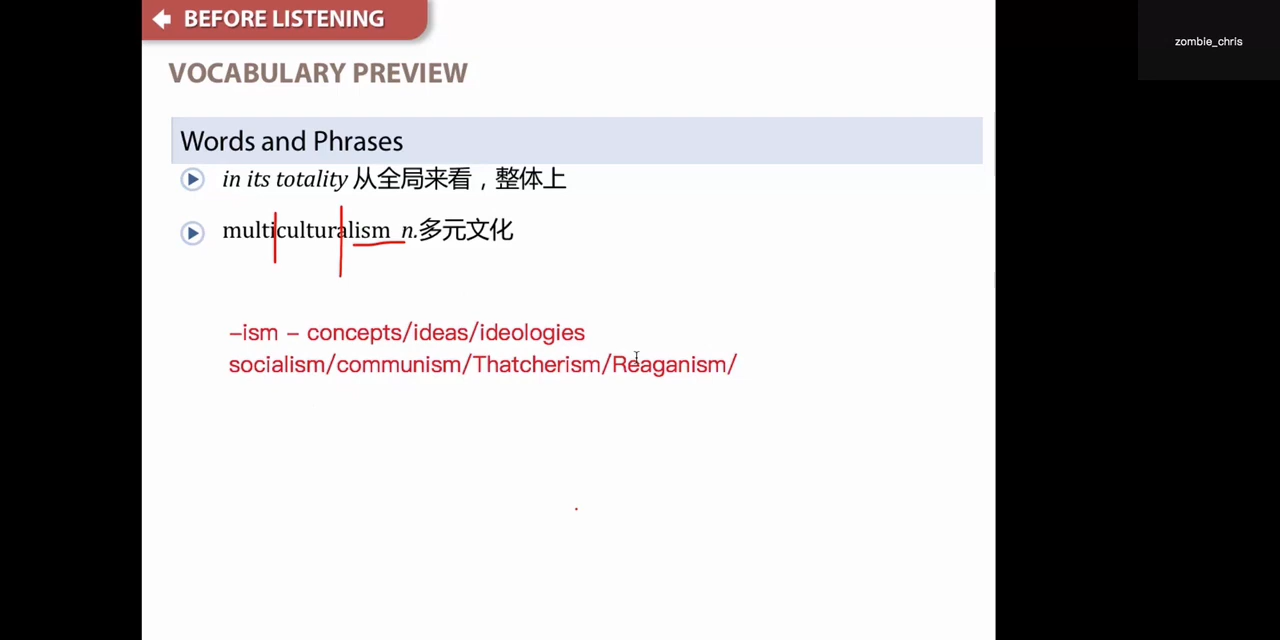 BEFORE LISTENING
zombie_chris
VOCABULARY PREVIEW
Words and Phrases
in its totality 从全局来看，整体上
multiculturalism n.多元文化
-ism - concepts/ideas/ideologies
socialism/communism/Thatcherism/Reaganism/